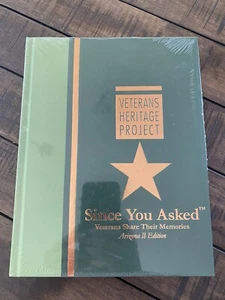 VETERANS
HERITAGE
PROJECT
Since You Asked™
Veterans Share Their Memories
Arizona II Edition